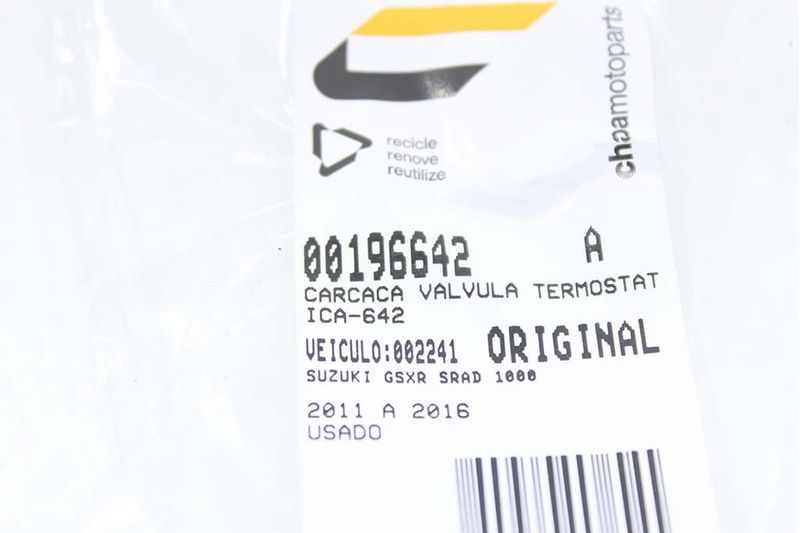 chaamotoparts
recicle
renove
reutilize
00196642 A
CARCACA VALVULA TERMOSTAT
ICA-642
VEICULO:002241 ORIGINAL
SUZUKI GSXR SRAD 1000
2011 A 2016
USADO